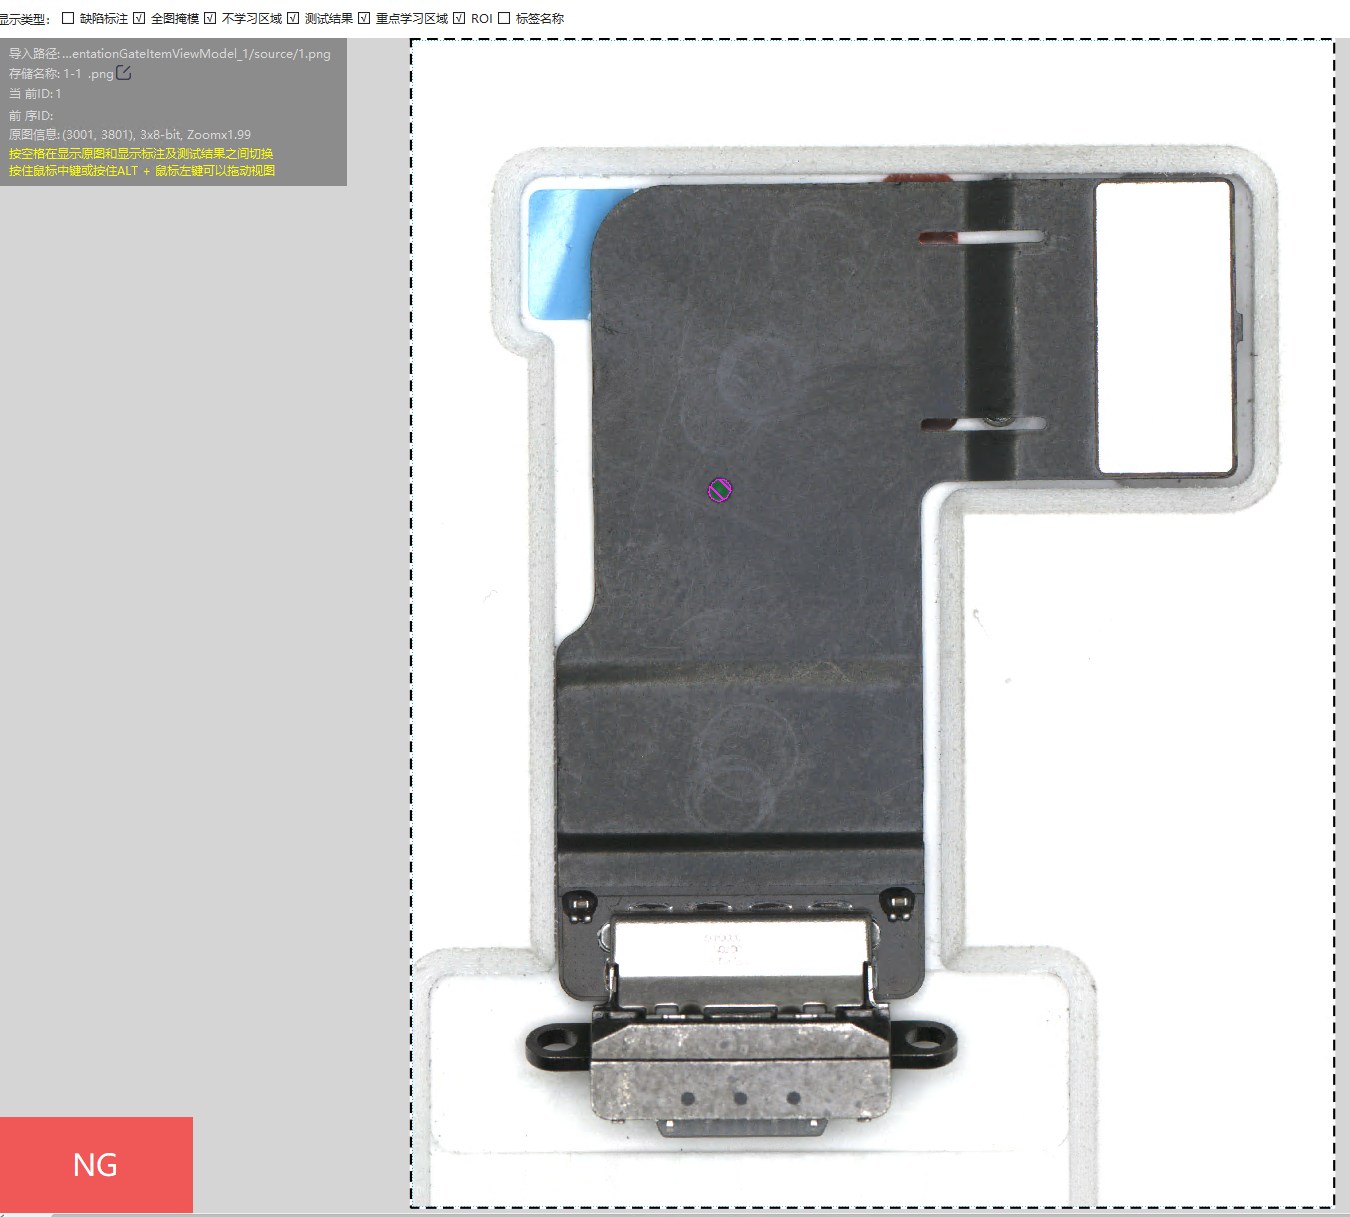 显示类型: 缺陷标注 全图掩模 不学习区域 测试结果 重点学习区域 ROI 标签名称
导入路径: ...entationGateItemViewModel_1/source/1.png
存储名称: 1-1 .png
当 前ID: 1
前 序ID:
原图信息: (3001, 3801), 3x8-bit, Zoomx1.99
按空格在显示原图和显示标注及测试结果之间切换
按住鼠标中键或按住ALT + 鼠标左键可以拖动视图
NG